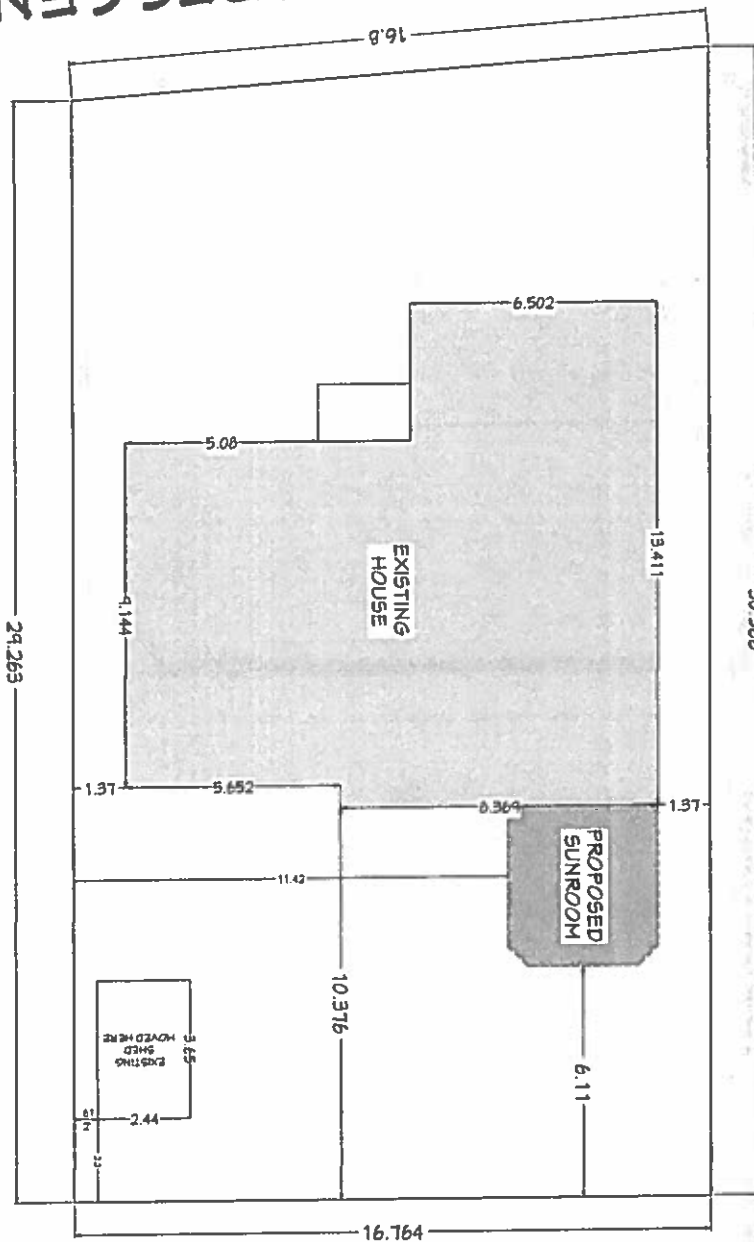 16.8
6.502
5.08
13.411
EXISTING
HOUSE
9.144
29.263
1.37
5.652
8.369
1.37
PROPOSED
SUNROOM
11.42
10.376
3.65
EXISTING
SHED
MOVED HERE
6.11
2.44
16.764